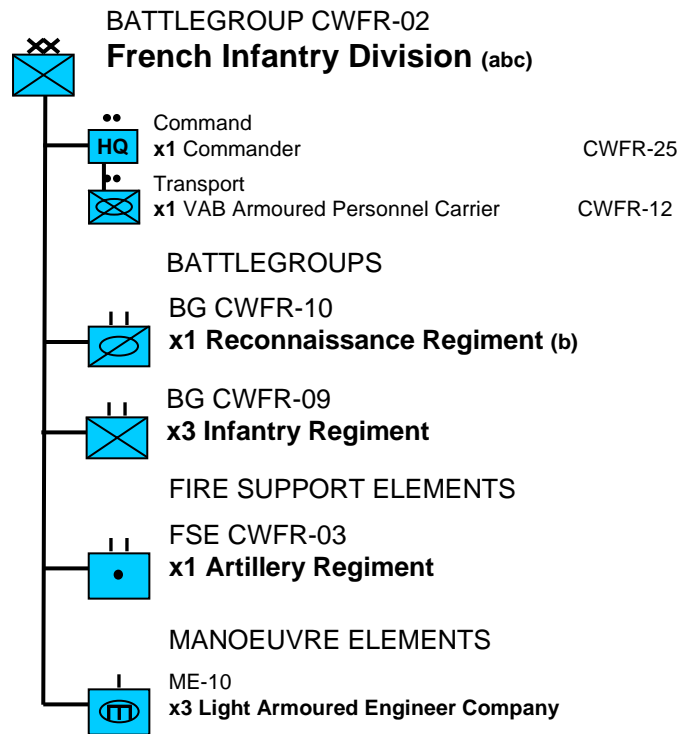 BATTLEGROUP CWFR-02
French Infantry Division (abc)
Command
HQ x1 Commander CWFR-25
Transport
x1 VAB Armoured Personnel Carrier CWFR-12
BATTLEGROUPS
BG CWFR-10
x1 Reconnaissance Regiment (b)
BG CWFR-09
x3 Infantry Regiment
FIRE SUPPORT ELEMENTS
FSE CWFR-03
x1 Artillery Regiment
MANOEUVRE ELEMENTS
ME-10
x3 Light Armoured Engineer Company